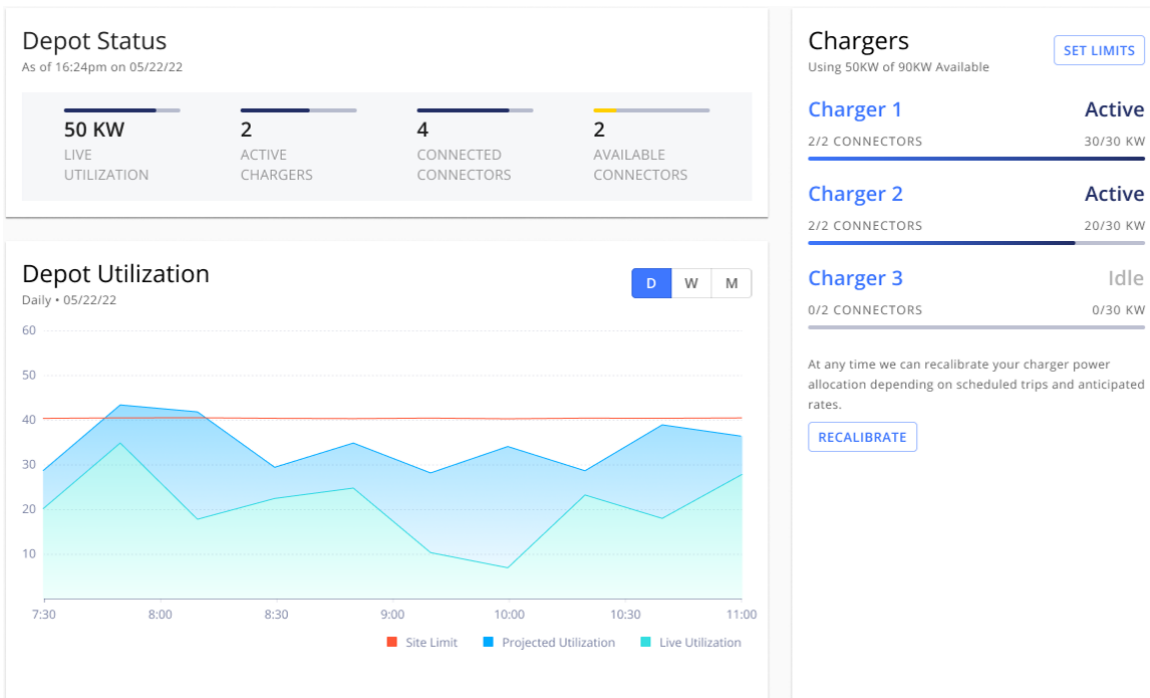 Depot Status
As of 16:24pm on 05/22/22
50 KW
LIVE
UTILIZATION
2
ACTIVE
CHARGERS
4
CONNECTED
CONNECTORS
2
AVAILABLE
CONNECTORS
Depot Utilization
Daily • 05/22/22
D W M
60
50
40
30
20
10
7:30 8:00 8:30 9:00 10:00 10:30 11:00
Site Limit Projected Utilization Live Utilization
Chargers
Using 50KW of 90KW Available
SET LIMITS
Charger 1 Active
2/2 CONNECTORS 30/30 KW
Charger 2 Active
2/2 CONNECTORS 20/30 KW
Charger 3 Idle
0/2 CONNECTORS 0/30 KW
At any time we can recalibrate your charger power
allocation depending on scheduled trips and anticipated
rates.
RECALIBRATE